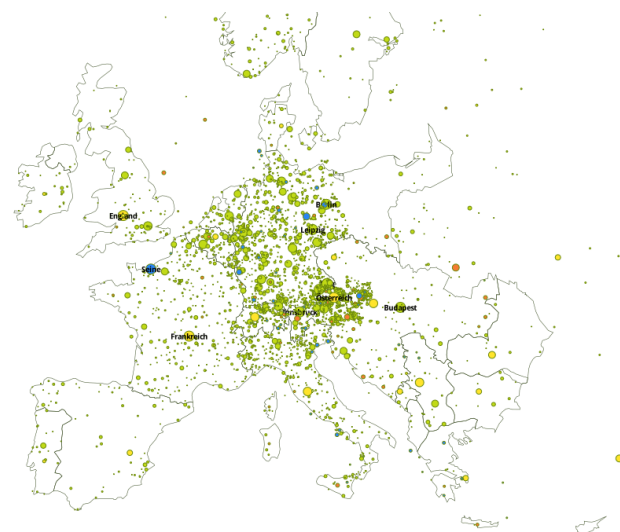 Berlin
England
Leipzig
Seine
Österreich
Innsbruck
Budapest
Frankreich